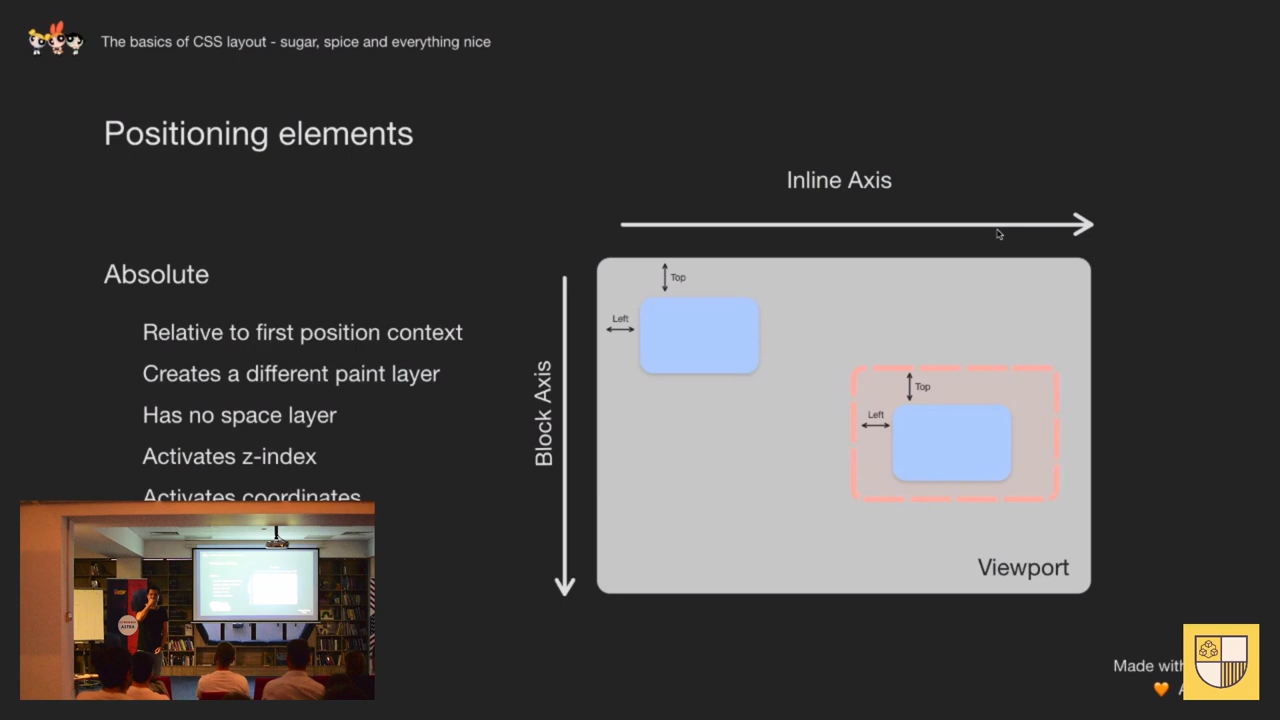 The basics of CSS layout - sugar, spice and everything nice
Positioning elements
Inline Axis
Absolute
Relative to first position context
Creates a different paint layer
Has no space layer
Activates z-index
Activates coordinates
Block Axis
Top
Left
Top
Left
Viewport
Made with
ASTRA